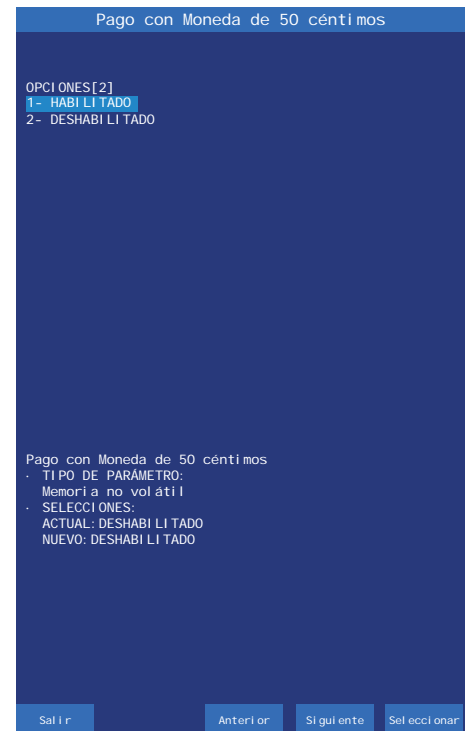 Pago con Moneda de 50 céntimos
OPCIONES[2]
1- HABILITADO
2- DESHABILITADO
Pago con Moneda de 50 céntimos
· TIPO DE PARÁMETRO:
Memoria no volátil
· SELECCIONES:
ACTUAL:DESHABILITADO
NUEVO:DESHABILITADO
Salir Anterior Siguiente Seleccionar